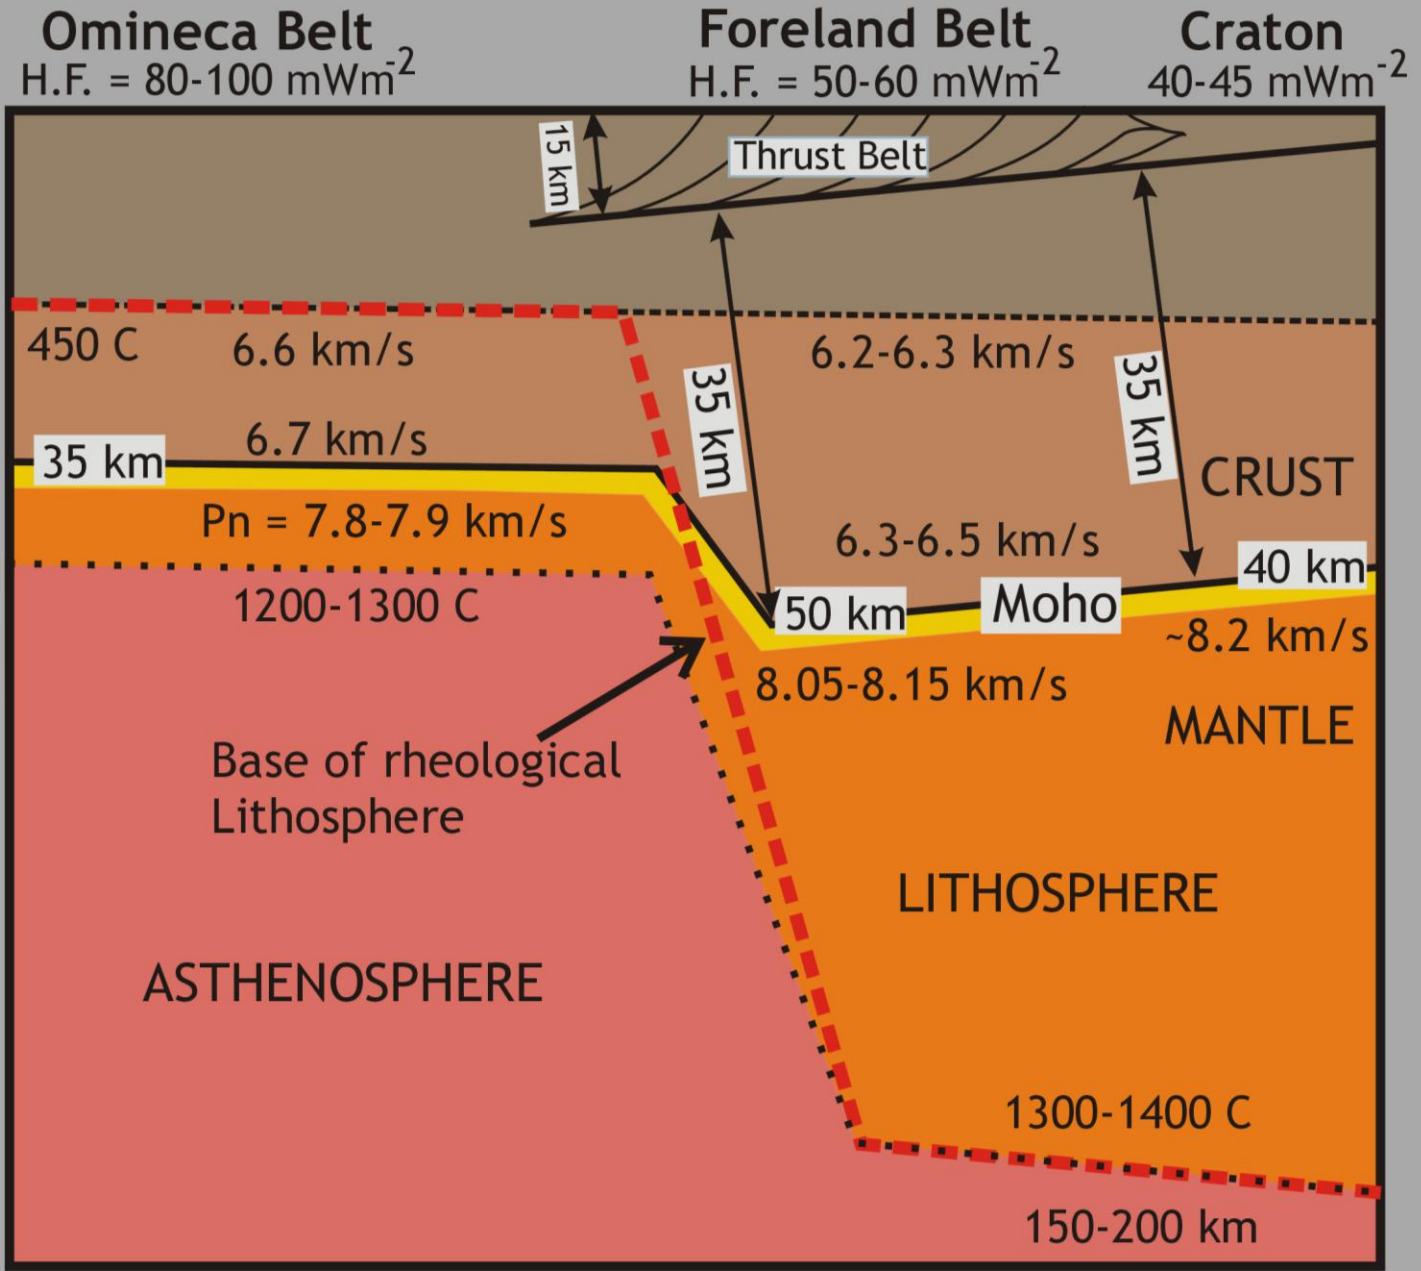 Omineca Belt
H.F. = 80-100 mWm-2
Foreland Belt
H.F. = 50-60 mWm-2
Craton
40-45 mWm-2
15 km
Thrust Belt
450 C
6.6 km/s
6.2-6.3 km/s
35 km
35 km
6.7 km/s
35 km
CRUST
Pn = 7.8-7.9 km/s
6.3-6.5 km/s
40 km
1200-1300 C
50 km
Moho
~8.2 km/s
8.05-8.15 km/s
MANTLE
Base of rheological
Lithosphere
LITHOSPHERE
ASTHENOSPHERE
1300-1400 C
150-200 km